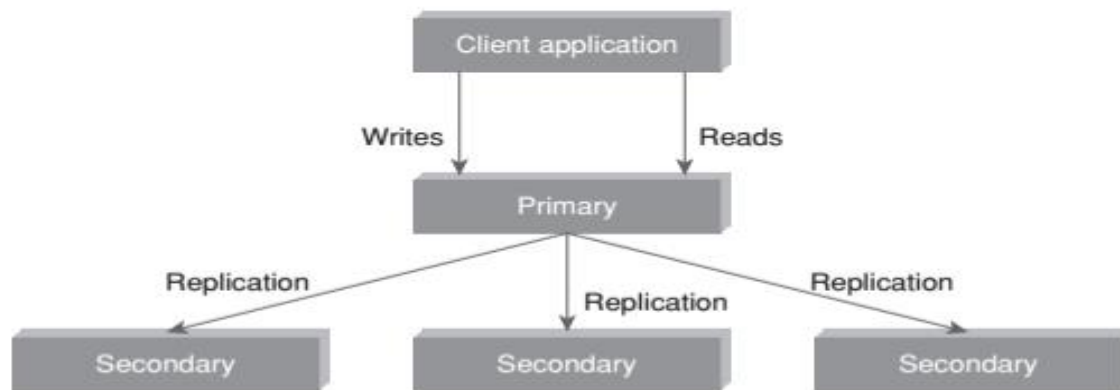 Client application
Writes
Reads
Primary
Replication
Replication
Replication
Secondary
Secondary
Secondary